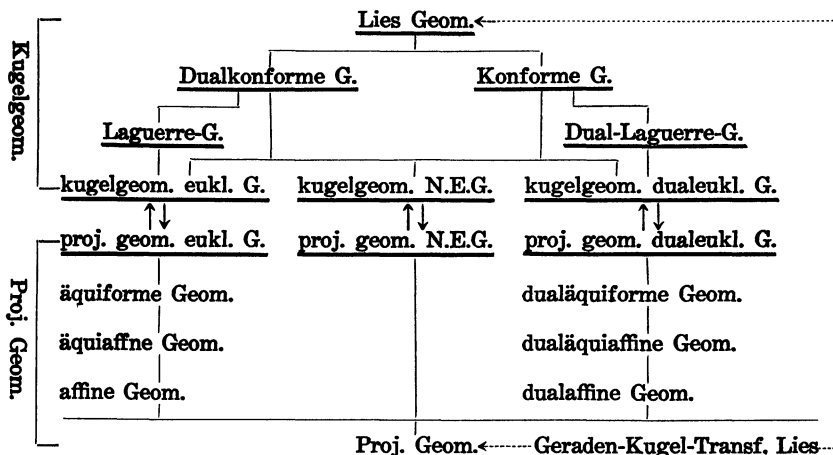 Lies Geom.
Dualkonforme G. Konforme G.
Laguerre-G. Dual-Laguerre-G.
kugelgeom. eukl. G. kugelgeom. N.E.G. kugelgeom. dualeukl. G.
proj. geom. eukl. G. proj. geom. N.E.G. proj. geom. dualeukl. G.
äquiforme Geom. dualäquiforme Geom.
äquiaffne Geom. dualäquiaffine Geom.
affine Geom. dualaffine Geom.
Proj. Geom. Geraden-Kugel-Transf. Lies
Kugelgeom.
Proj. Geom.